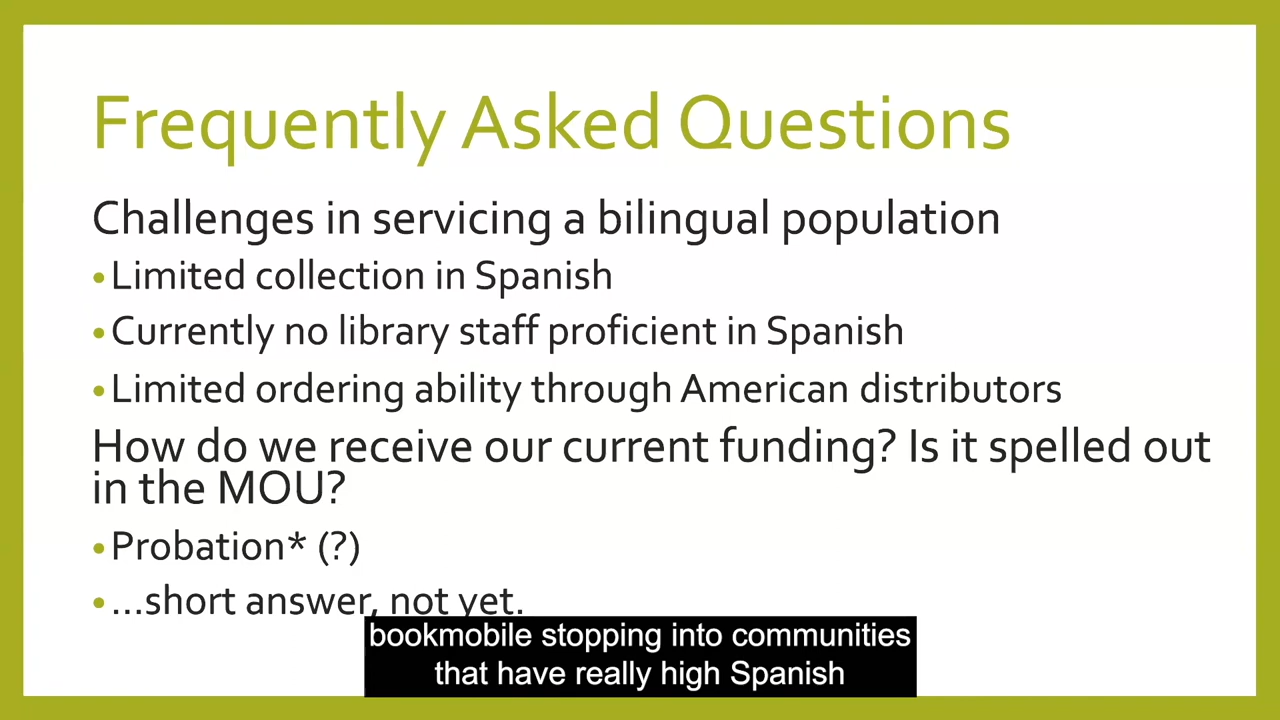 Frequently Asked Questions
Challenges in servicing a bilingual population
•Limited collection in Spanish
•Currently no library staff proficient in Spanish
•Limited ordering ability through American distributors
How do we receive our current funding? Is it spelled out
in the MOU?
•Probation* (?)
•...short answer, not yet.
bookmobile stopping into communities
that have really high Spanish